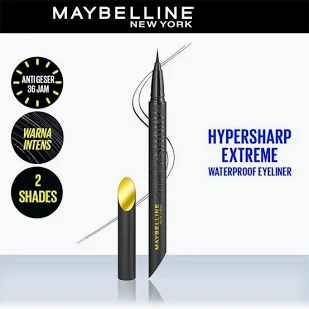 MAYBELLINE
NEW YORK
ANTI GESER
36 JAM
WARNA
INTENS
2
SHADES
HYPERSHARP
EXTREME
WATERPROOF EYELINER
MAYBELLINE